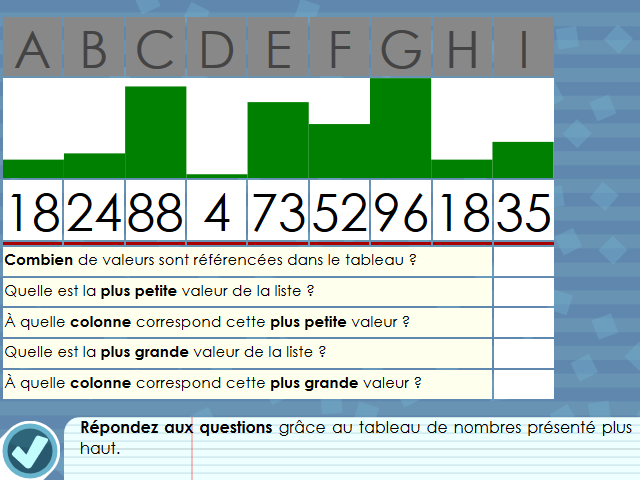 A B C D E F G H I
18 24 88 4 73 52 96 18 35
Combien de valeurs sont référencées dans le tableau ?
Quelle est la plus petite valeur de la liste ?
À quelle colonne correspond cette plus petite valeur ?
Quelle est la plus grande valeur de la liste ?
À quelle colonne correspond cette plus grande valeur ?
Répondez aux questions grâce au tableau de nombres présenté plus
haut.